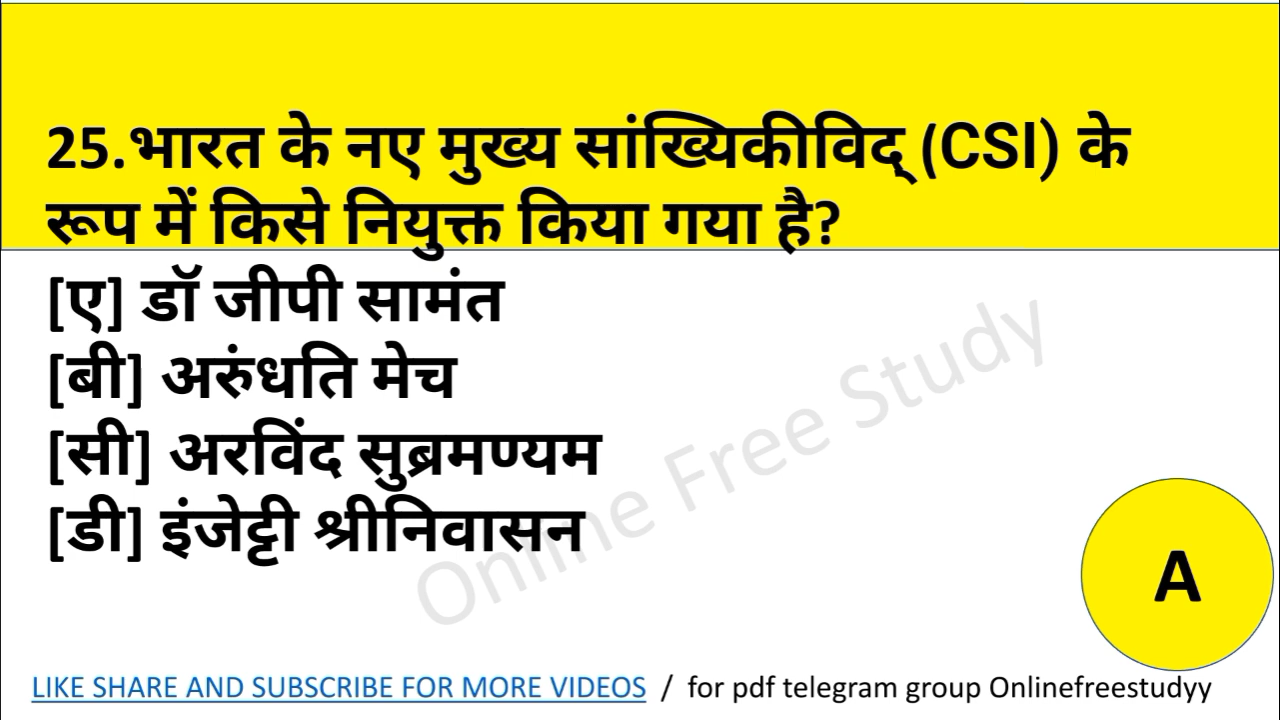 25.भारत के नए मुख्य सांख्यिकीविद् (CSI) के
रूप में किसे नियुक्त किया गया है?
[ए] डॉ जीपी सामंत
[बी] अरुंधति मेच
[सी] अरविंद सुब्रमण्यम
[डी] इंजेट्टी श्रीनिवासन
Online Free Study
A
LIKE SHARE AND SUBSCRIBE FOR MORE VIDEOS / for pdf telegram group Onlinefreestudyy